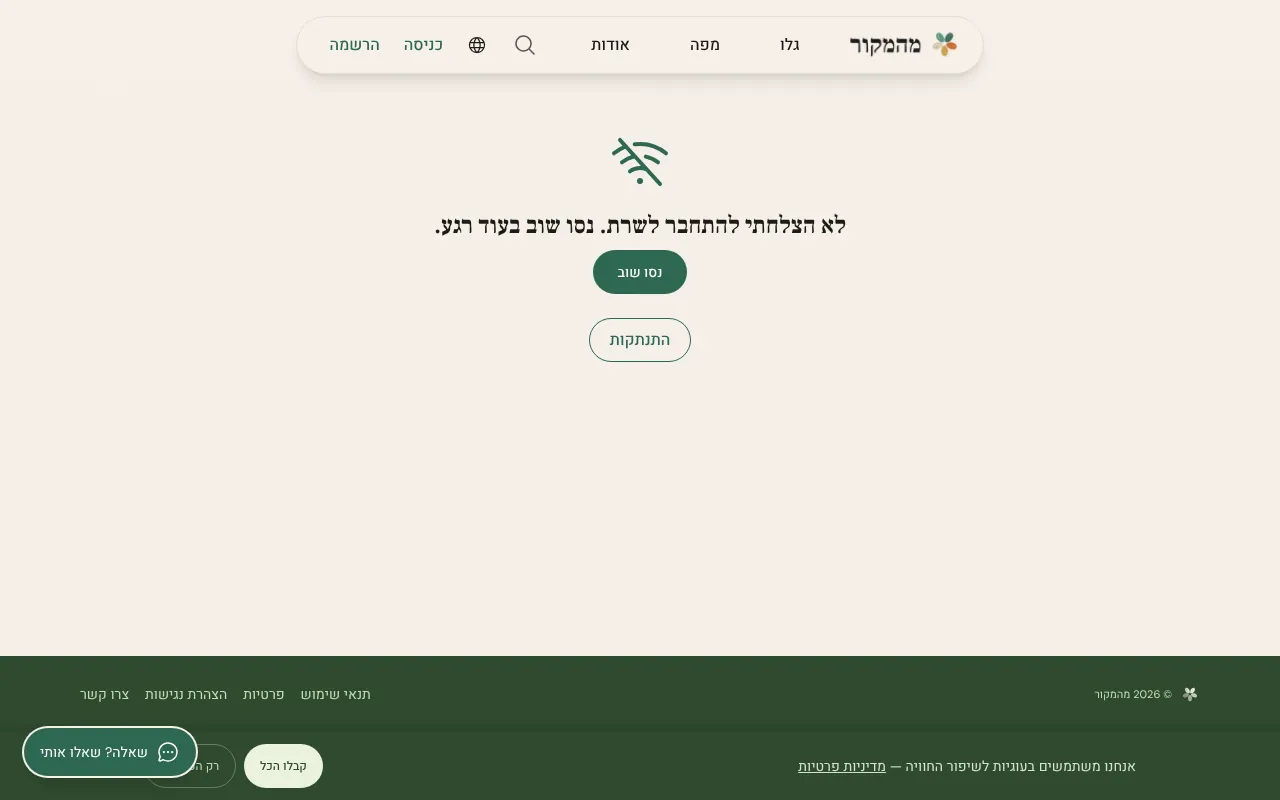 מהמקור
גלו
מפה
אודות
כניסה
הרשמה
לא הצלחתי להתחבר לשרת. נסו שוב בעוד רגע.
נסו שוב
התנתקות
© 2026 מהמקור
תנאי שימוש
פרטיות
הצהרת נגישות
צרו קשר
אנחנו משתמשים בעוגיות לשיפור החוויה — מדיניות פרטיות
קבלו הכל
רק
שאלה? שאלו אותי